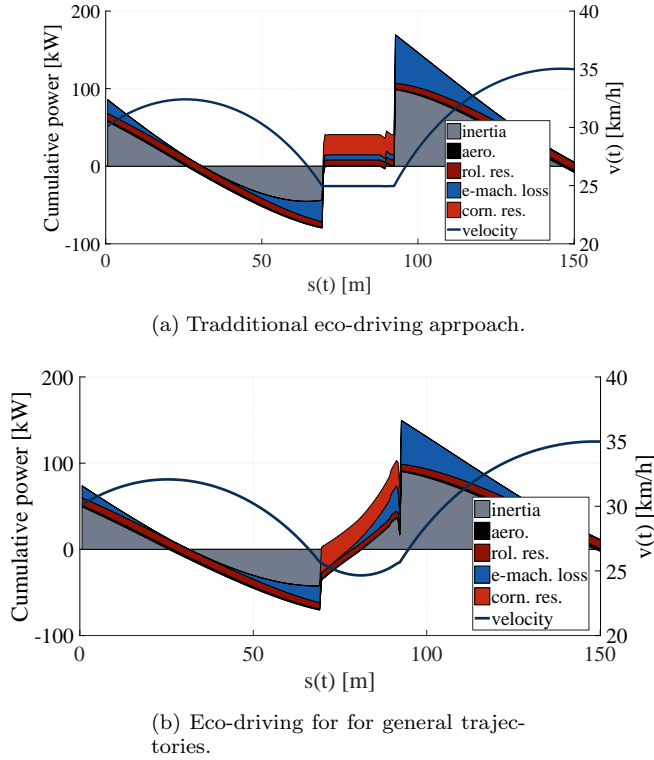 200
100
0
-100
Cumulative power [kW]
40
35
30
25
20
v(t) [km/h]
inertia
aero.
rol. res.
e-mach. loss
corn. res.
velocity
0 50 100 150
s(t) [m]
(a) Tradditional eco-driving aprpoach.
200
100
0
-100
Cumulative power [kW]
40
35
30
25
20
v(t) [km/h]
inertia
aero.
rol. res.
e-mach. loss
corn. res.
velocity
0 50 100 150
s(t) [m]
(b) Eco-driving for for general trajec-
tories.